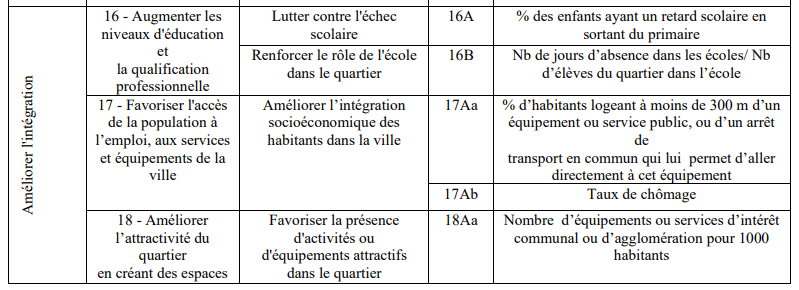 Améliorer l'intégration
16 - Augmenter les
niveaux d'éducation
et
la qualification
professionnelle
Lutter contre l'échec
scolaire
16A
% des enfants ayant un retard scolaire en
sortant du primaire
Renforcer le rôle de l'école
dans le quartier
16B
Nb de jours d’absence dans les écoles/ Nb
d’élèves du quartier dans l’école
17 - Favoriser l'accès
de la population à
l’emploi, aux services
et équipements de la
ville
Améliorer l’intégration
socioéconomique des
habitants dans la ville
17Aa
% d’habitants logeant à moins de 300 m d’un
équipement ou service public, ou d’un arrêt
de
transport en commun qui lui permet d’aller
directement à cet équipement
17Ab
Taux de chômage
18 - Améliorer
l’attractivité du
quartier
en créant des espaces
Favoriser la présence
d'activités ou
d'équipements attractifs
dans le quartier
18Aa
Nombre d’équipements ou services d’intérêt
communal ou d’agglomération pour 1000
habitants